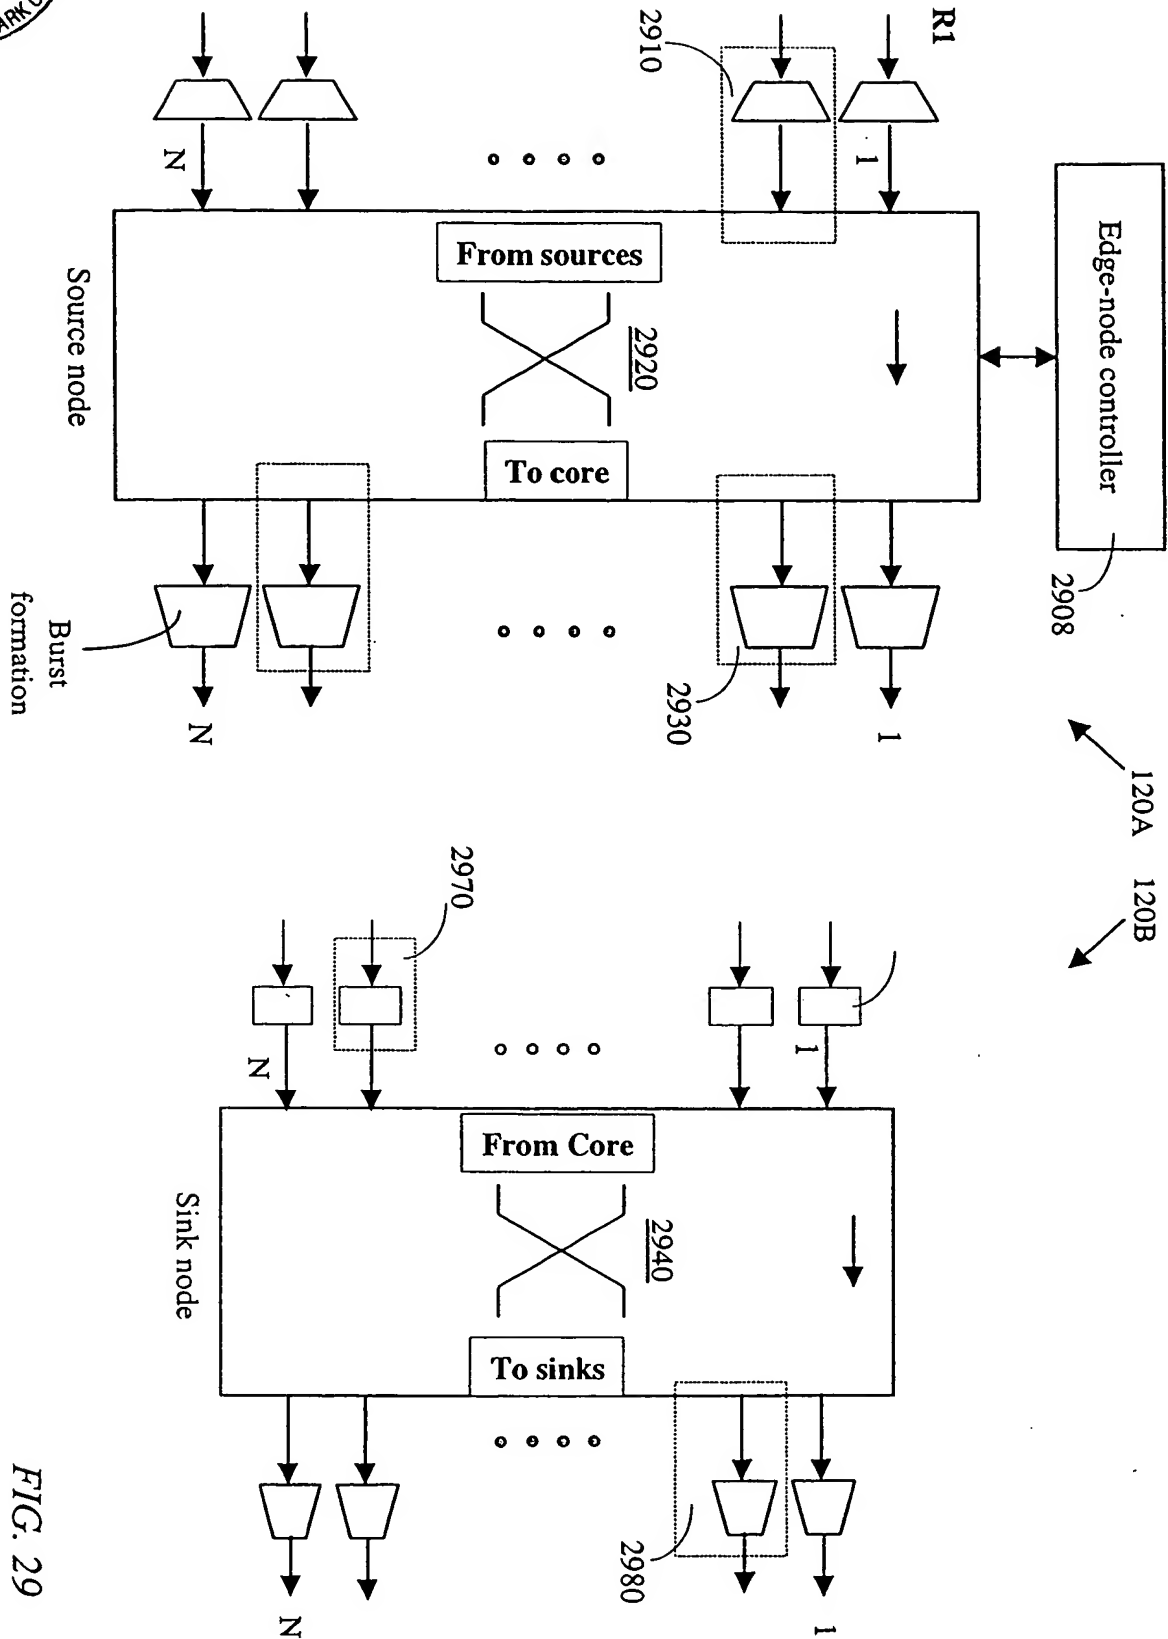 R1
2910
1
N
Edge-node controller
2908
From sources
2920
To core
Source node
2930
1
N
Burst
formation
120A
120B
2970
1
N
From Core
2940
To sinks
Sink node
2980
1
N
FIG. 29